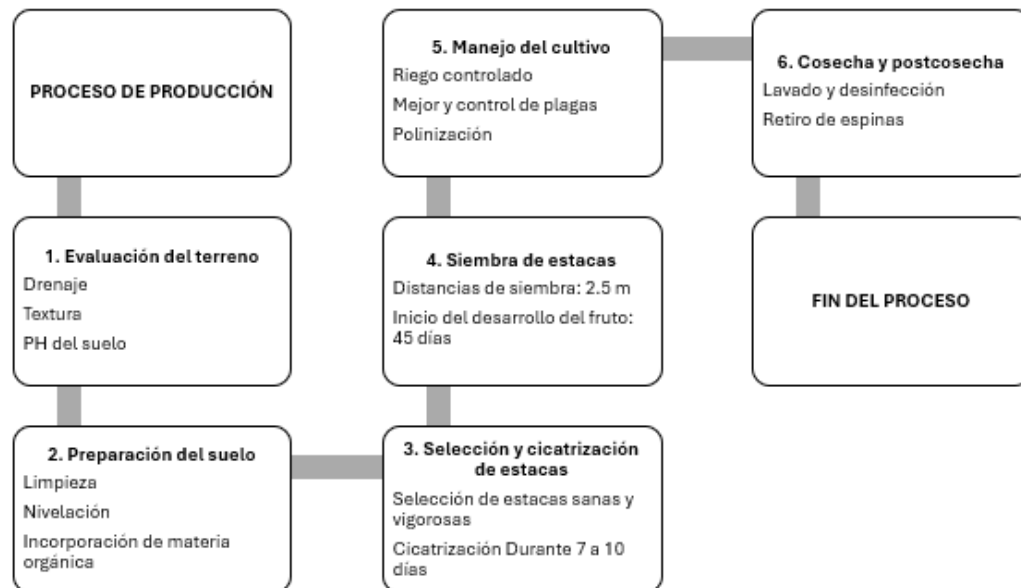 PROCESO DE PRODUCCIÓN
1. Evaluación del terreno
Drenaje
Textura
PH del suelo
2. Preparación del suelo
Limpieza
Nivelación
Incorporación de materia
orgánica
3. Selección y cicatrización
de estacas
Selección de estacas sanas y
vigorosas
Cicatrización Durante 7 a 10
días
4. Siembra de estacas
Distancias de siembra: 2.5 m
Inicio del desarrollo del fruto:
45 días
5. Manejo del cultivo
Riego controlado
Mejor y control de plagas
Polinización
6. Cosecha y postcosecha
Lavado y desinfección
Retiro de espinas
FIN DEL PROCESO